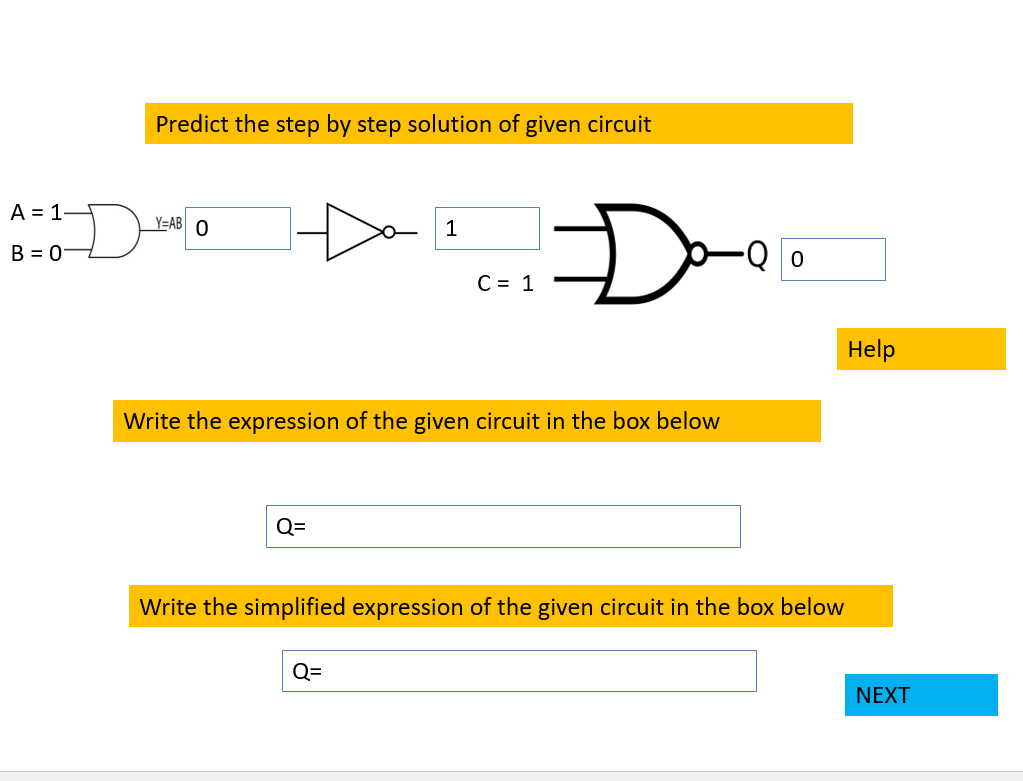 Predict the step by step solution of given circuit
A = 1
Y=AB
0
1
B = 0
Q
0
C = 1
Help
Write the expression of the given circuit in the box below
Q=
Write the simplified expression of the given circuit in the box below
Q=
NEXT